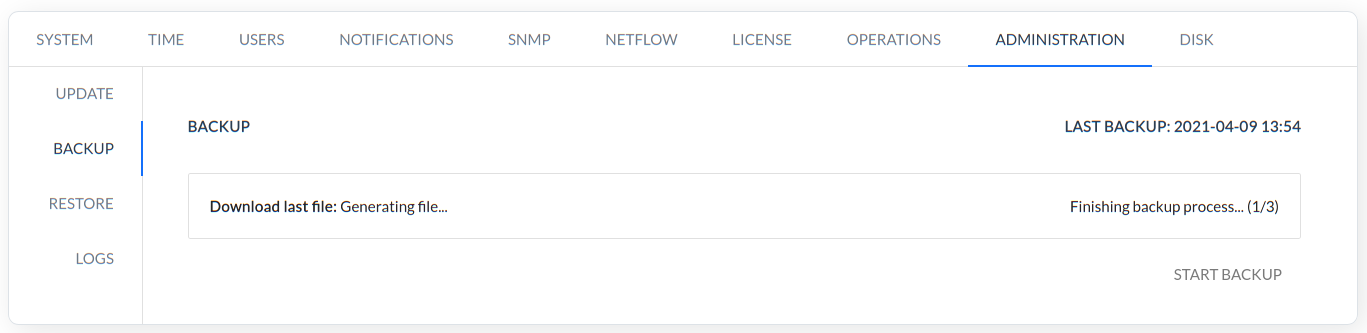 SYSTEM TIME USERS NOTIFICATIONS SNMP NETFLOW LICENSE OPERATIONS ADMINISTRATION DISK
UPDATE
BACKUP
RESTORE
LOGS
BACKUP LAST BACKUP: 2021-04-09 13:54
Download last file: Generating file... Finishing backup process... (1/3)
START BACKUP